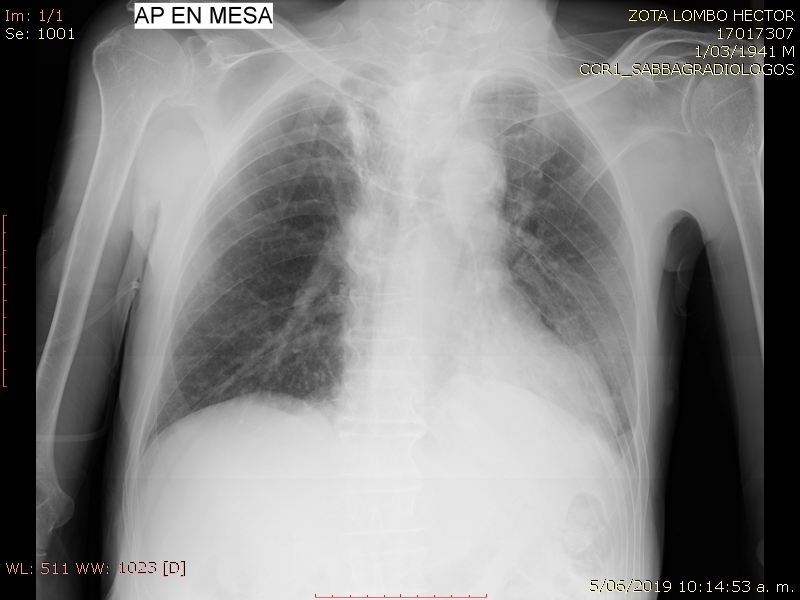 Im: 1/1
Se: 1001
AP EN MESA
ZOTA LOMBO HECTOR
17017307
1/03/1941 M
CCR1_SABBAGRADIOLOGOS
WL: 511 WW: 1023 [D]
5/06/2019 10:14:53 a. m.